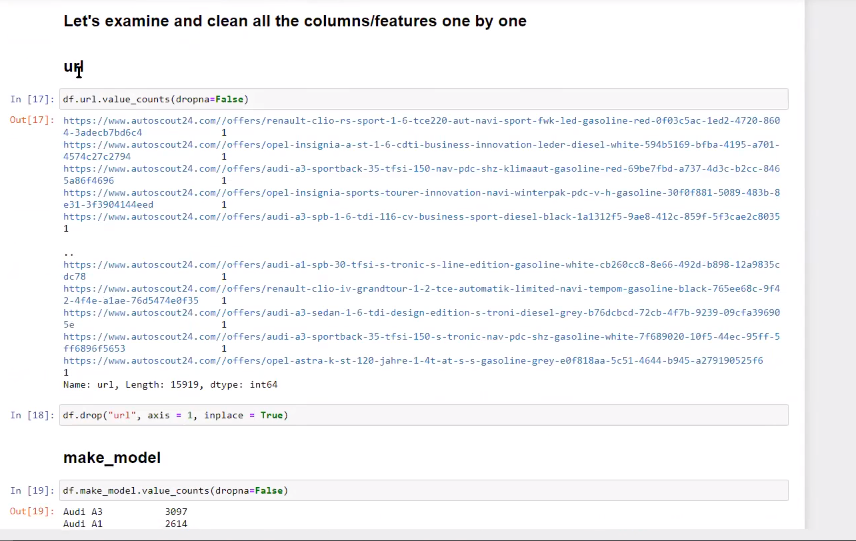 Let's examine and clean all the columns/features one by one
url
In [17]: df.url.value_counts(dropna=False)
Out[17]: https://www.autoscout24.com//offers/renault-clio-rs-sport-1-6-tce220-aut-navi-sport-fwk-led-gasoline-red-0f03c5ac-1ed2-4720-860
4-3adecb7bd6c4 1
https://www.autoscout24.com//offers/opel-insignia-a-st-1-6-cdti-business-innovation-leder-diesel-white-594b5169-bfba-4195-a701-
4574c27c2794 1
https://www.autoscout24.com//offers/audi-a3-sportback-35-tfsi-150-nav-pdc-shz-klimaaut-gasoline-red-69be7fbd-a737-4d3c-b2cc-846
5a86f4696 1
https://www.autoscout24.com//offers/opel-insignia-sports-tourer-innovation-navi-winterpak-pdc-v-h-gasoline-30f0f881-5089-483b-8
e31-3f3904144eed 1
https://www.autoscout24.com//offers/audi-a3-spb-1-6-tdi-116-cv-business-sport-diesel-black-1a1312f5-9ae8-412c-859f-5f3cae2c8035
1
..
https://www.autoscout24.com//offers/audi-a1-spb-30-tfsi-s-tronic-s-line-edition-gasoline-white-cb260cc8-8e66-492d-b898-12a9835c
dc78 1
https://www.autoscout24.com//offers/renault-clio-iv-grandtour-1-2-tce-automatik-limited-navi-tempom-gasoline-black-765ee68c-9f4
2-4f4e-a1ae-76d5474e0f35 1
https://www.autoscout24.com//offers/audi-a3-sedan-1-6-tdi-design-edition-s-troni-diesel-grey-b76dcbcd-72cb-4f7b-9239-09cfa39690
5e 1
https://www.autoscout24.com//offers/audi-a3-sportback-35-tfsi-150-s-tronic-nav-pdc-shz-gasoline-white-7f689020-10f5-44ec-95ff-5
ff6896f5653 1
https://www.autoscout24.com//offers/opel-astra-k-st-120-jahre-1-4t-at-s-s-gasoline-grey-e0f818aa-5c51-4644-b945-a279190525f6
1
Name: url, Length: 15919, dtype: int64
In [18]: df.drop("url", axis = 1, inplace = True)
make_model
In [19]: df.make_model.value_counts(dropna=False)
Out[19]: Audi A3 3097
Audi A1 2614